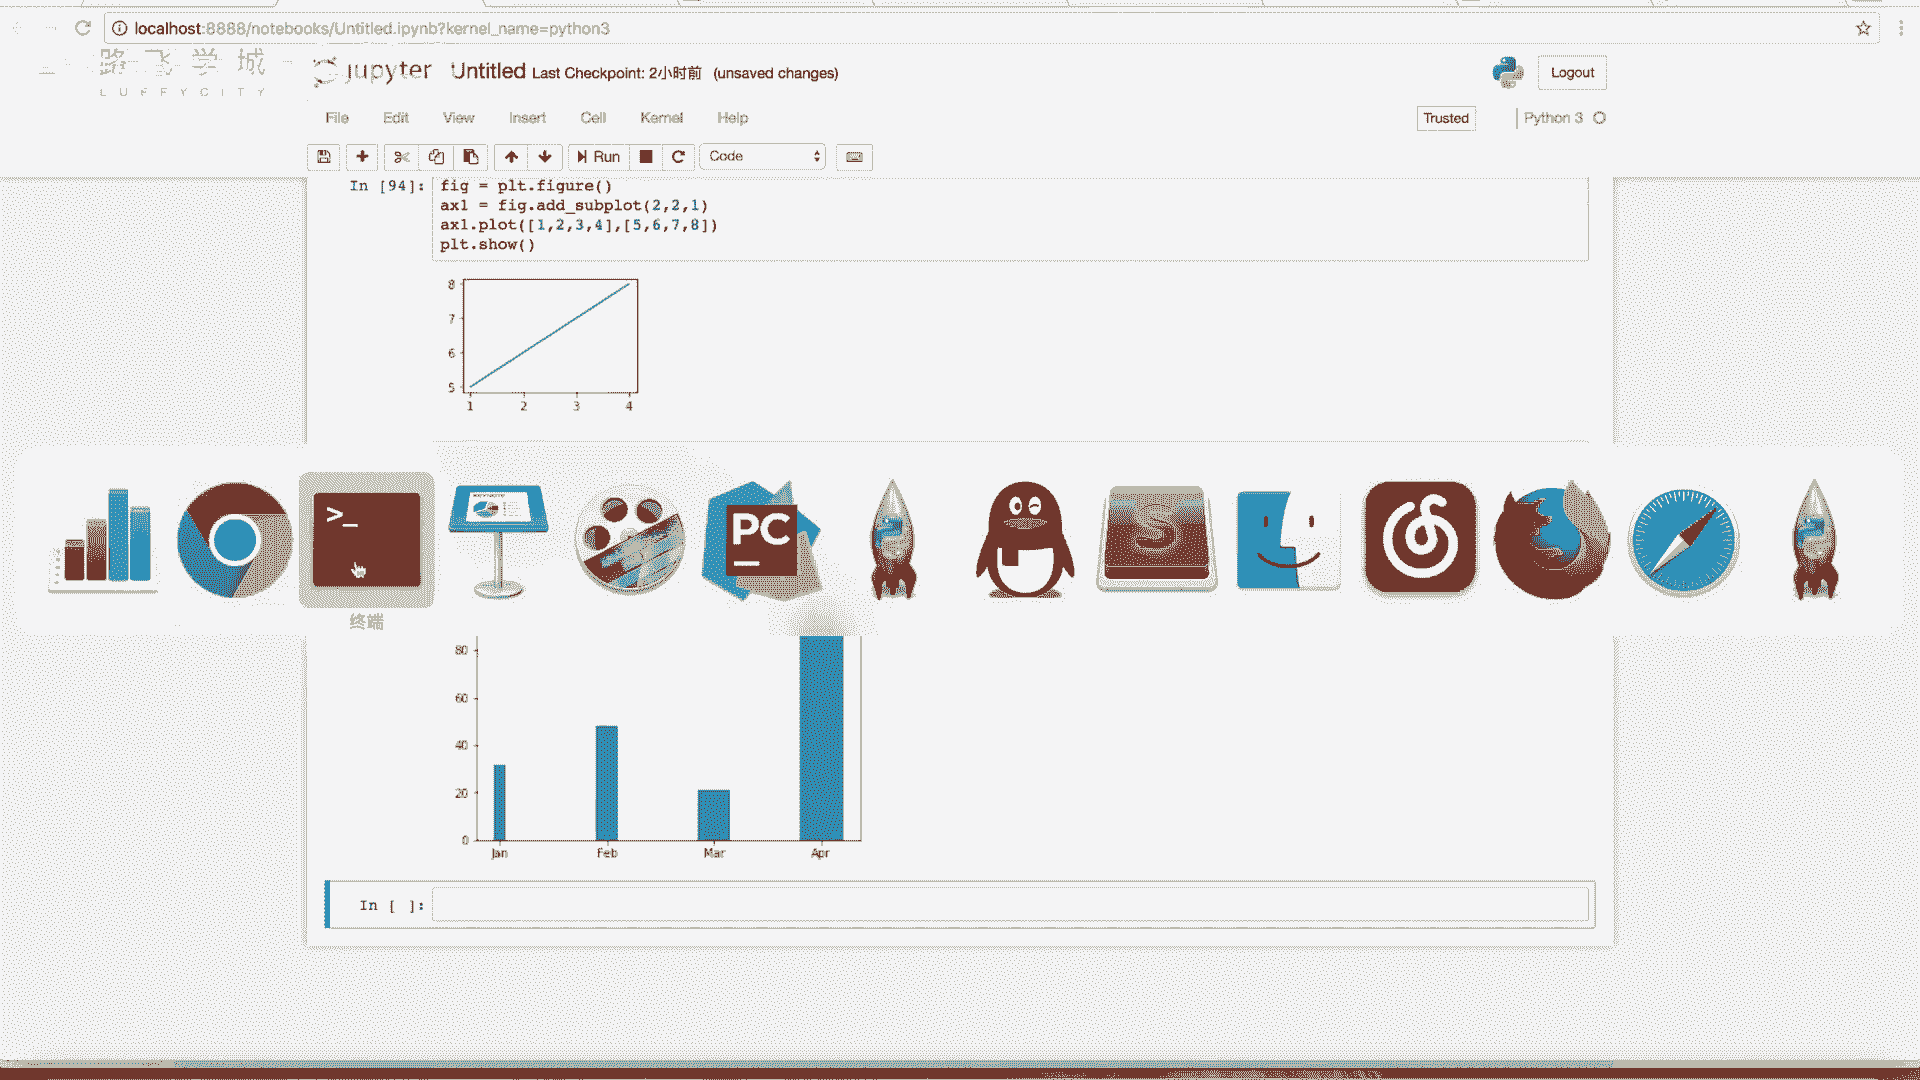 localhost:8888/notebooks/Untitled.ipynb?kernel_name=python3
路飞学城
LUFFYCITY
jupyter Untitled Last Checkpoint: 2小时前 (unsaved changes)
Logout
File Edit View Insert Cell Kernel Help
Trusted
Python 3
Run
Code
In [94]: fig = plt.figure()
ax1 = fig.add_subplot(2,2,1)
ax1.plot([1,2,3,4],[5,6,7,8])
plt.show()
8
7
6
5
1 2 3 4
>_
PC
S
终端
80
60
40
20
0
Jan Feb Mar Apr
In [ ]: